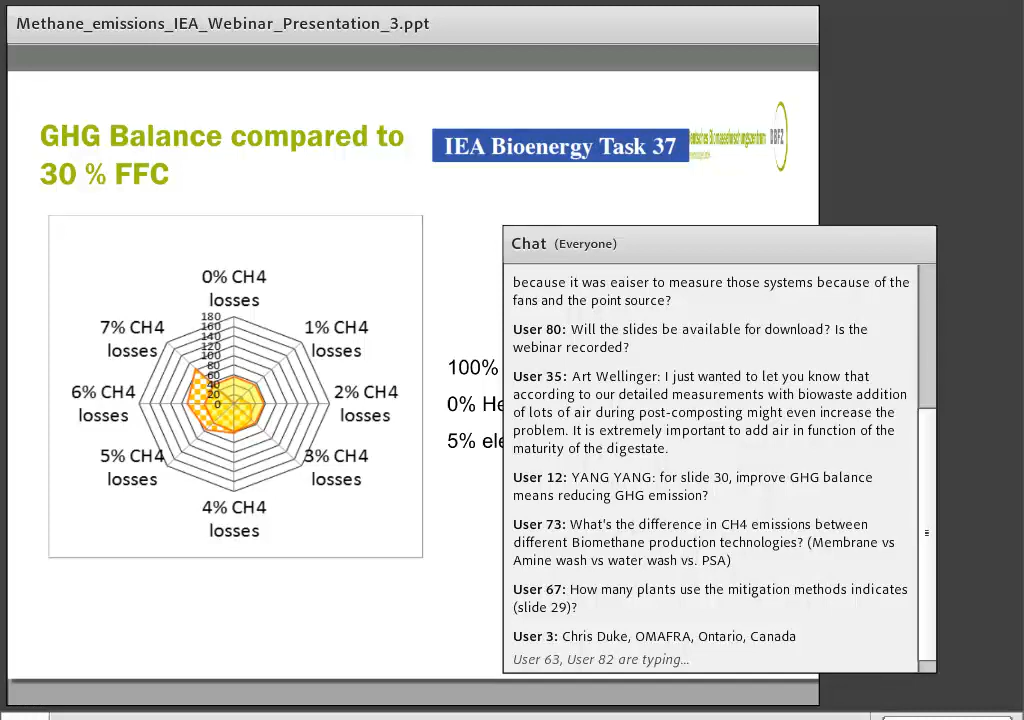 Methane_emissions_IEA_Webinar_Presentation_3.ppt
GHG Balance compared to
30 % FFC
IEA Bioenergy Task 37
DBFZ
0% CH4
losses
1% CH4
losses
2% CH4
losses
3% CH4
losses
4% CH4
losses
5% CH4
losses
6% CH4
losses
7% CH4
losses
180
160
140
120
100
80
60
40
20
0
100%
0% He
5% ele
Chat (Everyone)
because it was eaiser to measure those systems because of the
fans and the point source?
User 80: Will the slides be available for download? Is the
webinar recorded?
User 35: Art Wellinger: I just wanted to let you know that
according to our detailed measurements with biowaste addition
of lots of air during post-composting might even increase the
problem. It is extremely important to add air in function of the
maturity of the digestate.
User 12: YANG YANG: for slide 30, improve GHG balance
means reducing GHG emission?
User 73: What's the difference in CH4 emissions between
different Biomethane production technologies? (Membrane vs
Amine wash vs water wash vs. PSA)
User 67: How many plants use the mitigation methods indicates
(slide 29)?
User 3: Chris Duke, OMAFRA, Ontario, Canada
User 63, User 82 are typing...